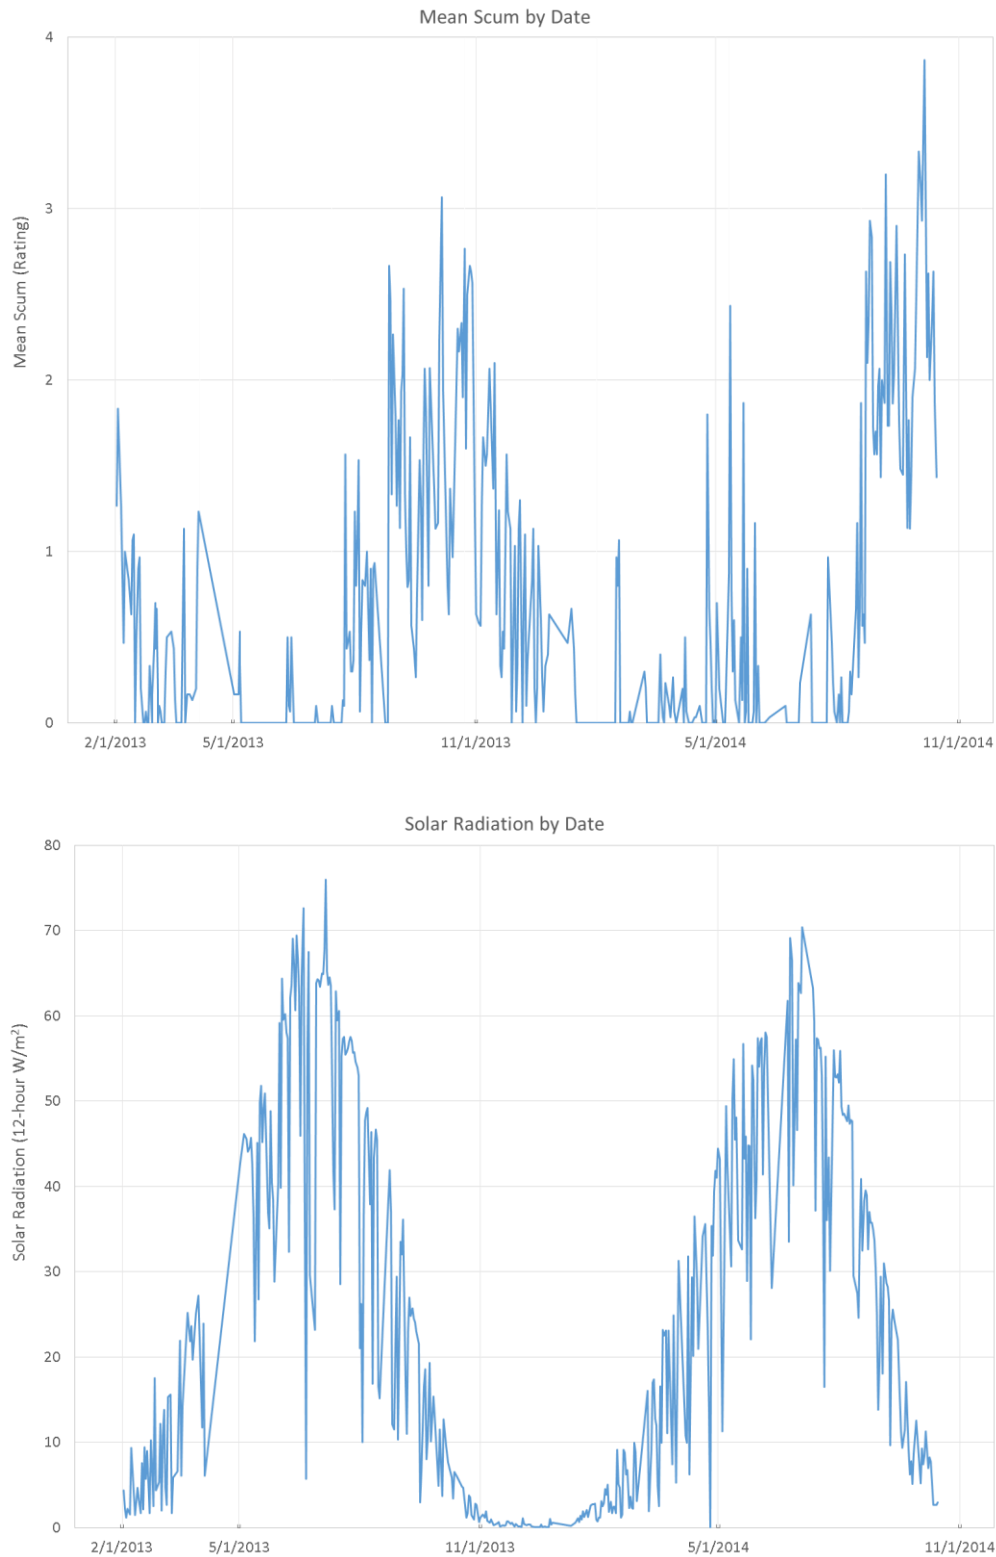 Mean Scum by Date
4
3
2
1
0
Mean Scum (Rating)
2/1/2013 5/1/2013 11/1/2013 5/1/2014 11/1/2014
Solar Radiation by Date
80
70
60
50
40
30
20
10
0
Solar Radiation (12-hour W/m²)
2/1/2013 5/1/2013 11/1/2013 5/1/2014 11/1/2014